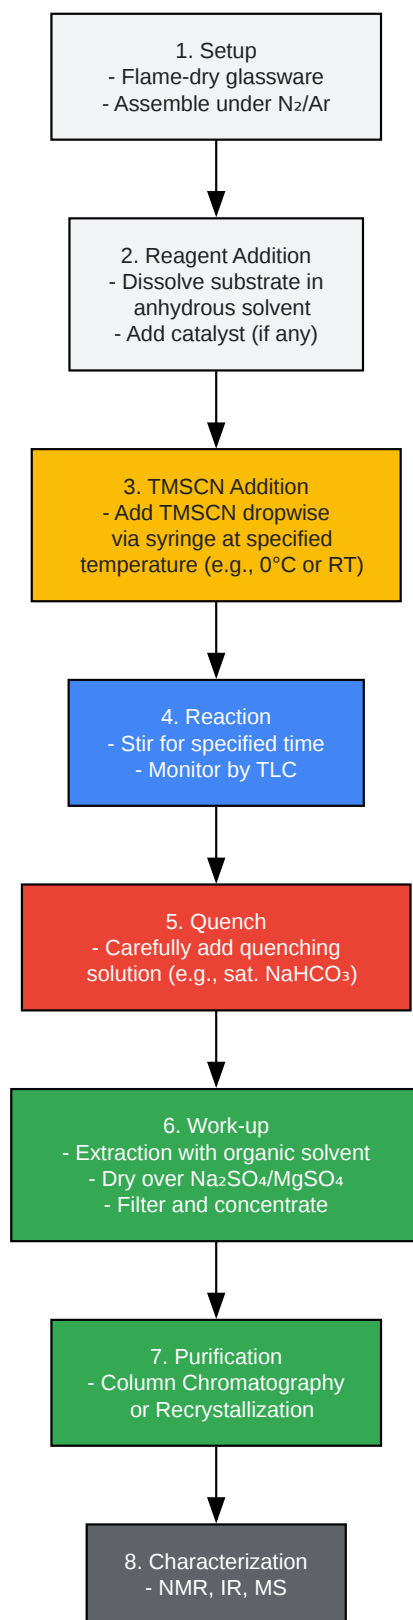 1. Setup
- Flame-dry glassware
- Assemble under N₂/Ar
2. Reagent Addition
- Dissolve substrate in
anhydrous solvent
- Add catalyst (if any)
3. TMSCN Addition
- Add TMSCN dropwise
via syringe at specified
temperature (e.g., 0°C or RT)
4. Reaction
- Stir for specified time
- Monitor by TLC
5. Quench
- Carefully add quenching
solution (e.g., sat. NaHCO₃)
6. Work-up
- Extraction with organic solvent
- Dry over Na₂SO₄/MgSO₄
- Filter and concentrate
7. Purification
- Column Chromatography
or Recrystallization
8. Characterization
- NMR, IR, MS